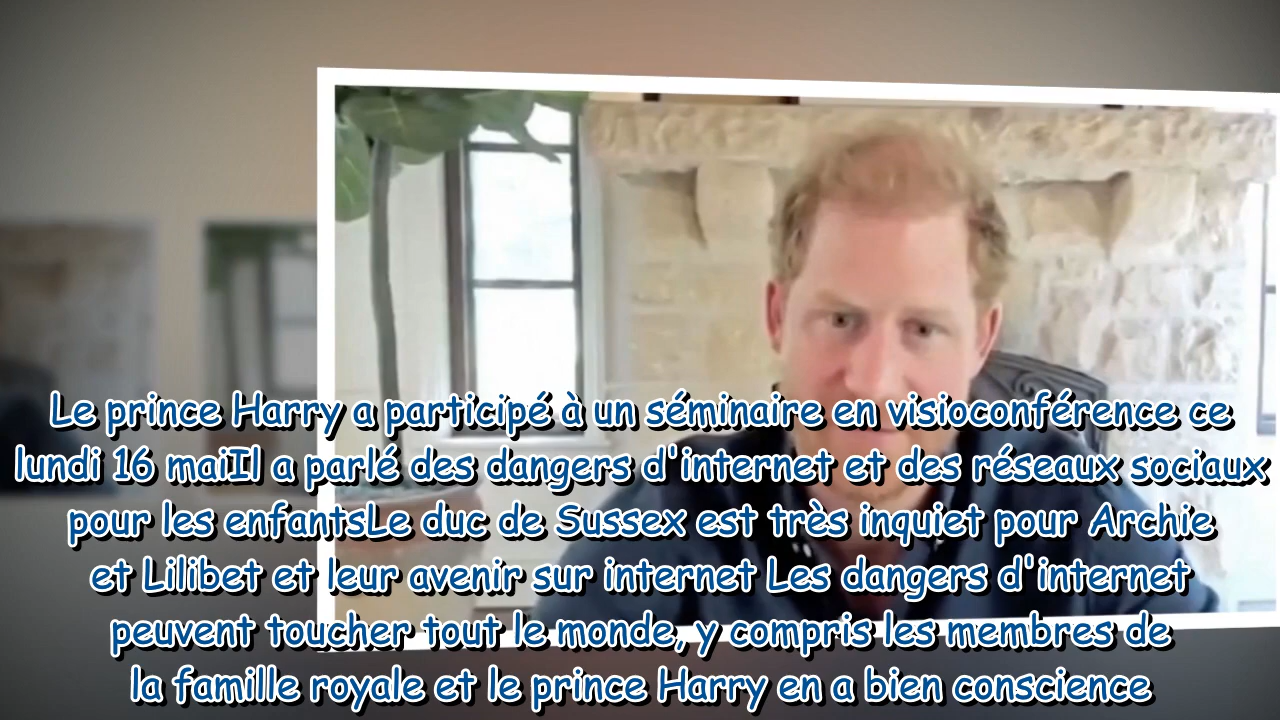 Le prince Harry a participé à un séminaire en visioconférence ce
lundi 16 maiIl a parlé des dangers d'internet et des réseaux sociaux
pour les enfantsLe duc de Sussex est très inquiet pour Archie
et Lilibet et leur avenir sur internet Les dangers d'internet
peuvent toucher tout le monde, y compris les membres de
la famille royale et le prince Harry en a bien conscience